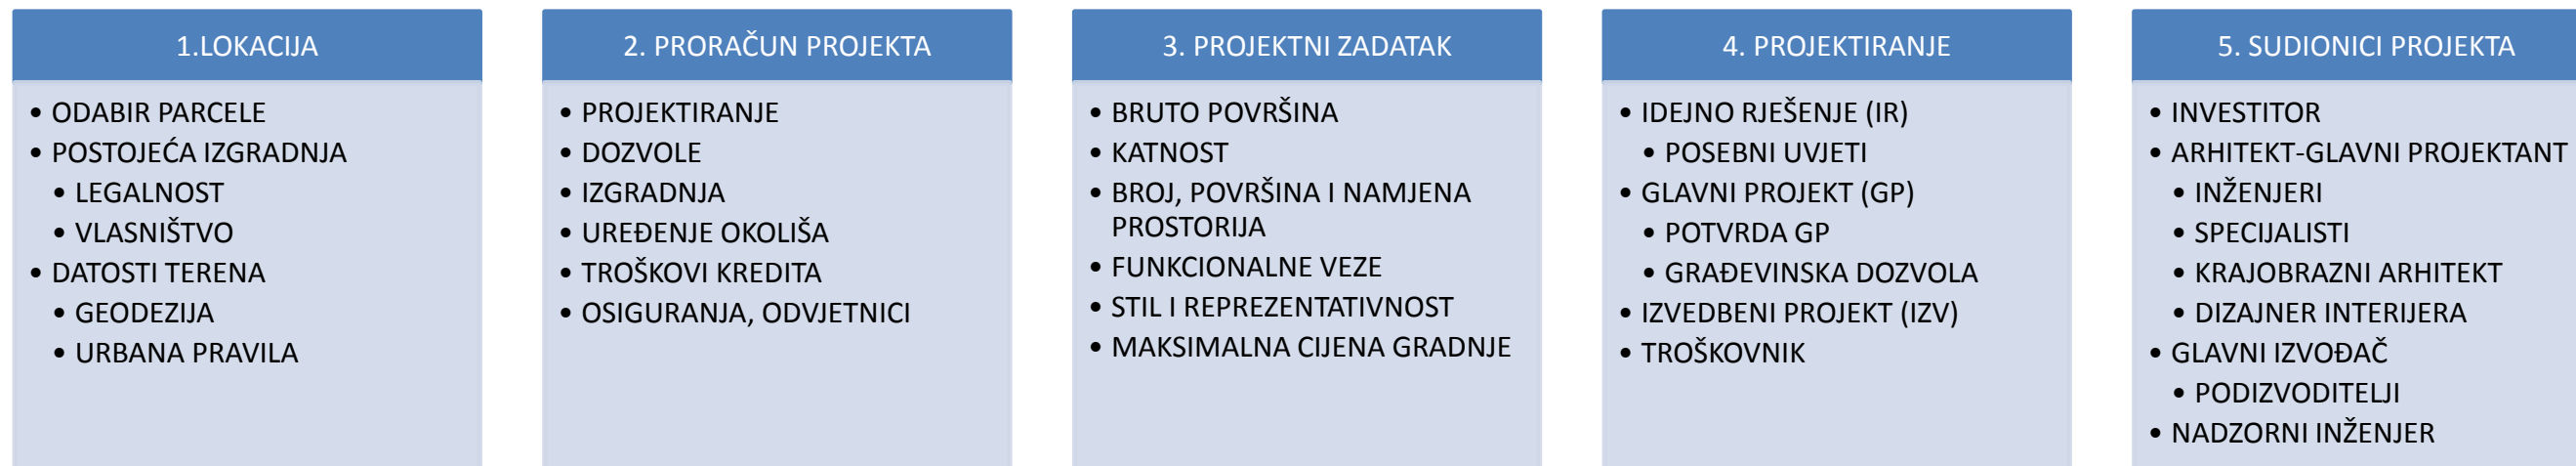 1.LOKACIJA
• ODABIR PARCELE
• POSTOJEĆA IZGRADNJA
• LEGALNOST
• VLASNIŠTVO
• DATOSTI TERENA
• GEODEZIJA
• URBANA PRAVILA
2. PRORAČUN PROJEKTA
• PROJEKTIRANJE
• DOZVOLE
• IZGRADNJA
• UREĐENJE OKOLIŠA
• TROŠKOVI KREDITA
• OSIGURANJA, ODVJETNICI
3. PROJEKTNI ZADATAK
• BRUTO POVRŠINA
• KATNOST
• BROJ, POVRŠINA I NAMJENA
PROSTORIJA
• FUNKCIONALNE VEZE
• STIL I REPREZENTATIVNOST
• MAKSIMALNA CIJENA GRADNJE
4. PROJEKTIRANJE
• IDEJNO RJEŠENJE (IR)
• POSEBNI UVJETI
• GLAVNI PROJEKT (GP)
• POTVRDA GP
• GRAĐEVINSKA DOZVOLA
• IZVEDBENI PROJEKT (IZV)
• TROŠKOVNIK
5. SUDIONICI PROJEKTA
• INVESTITOR
• ARHITEKT-GLAVNI PROJEKTANT
• INŽENJERI
• SPECIJALISTI
• KRAJOBRAZNI ARHITEKT
• DIZAJNER INTERIJERA
• GLAVNI IZVOĐAČ
• PODIZVODITELJI
• NADZORNI INŽENJER